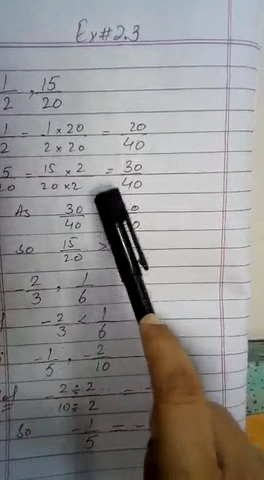 Ex#2.3
1/2 , 15/20
1/2 = 1×20/2×20 = 20/40
= 15×2/20×2 = 30/40
As 30/40
So 15/20 >
-2/3 , 1/6
-2/3 < 1/6
-1/5 , -2/10
-2÷2/10÷2 = -
So -1/5 = -